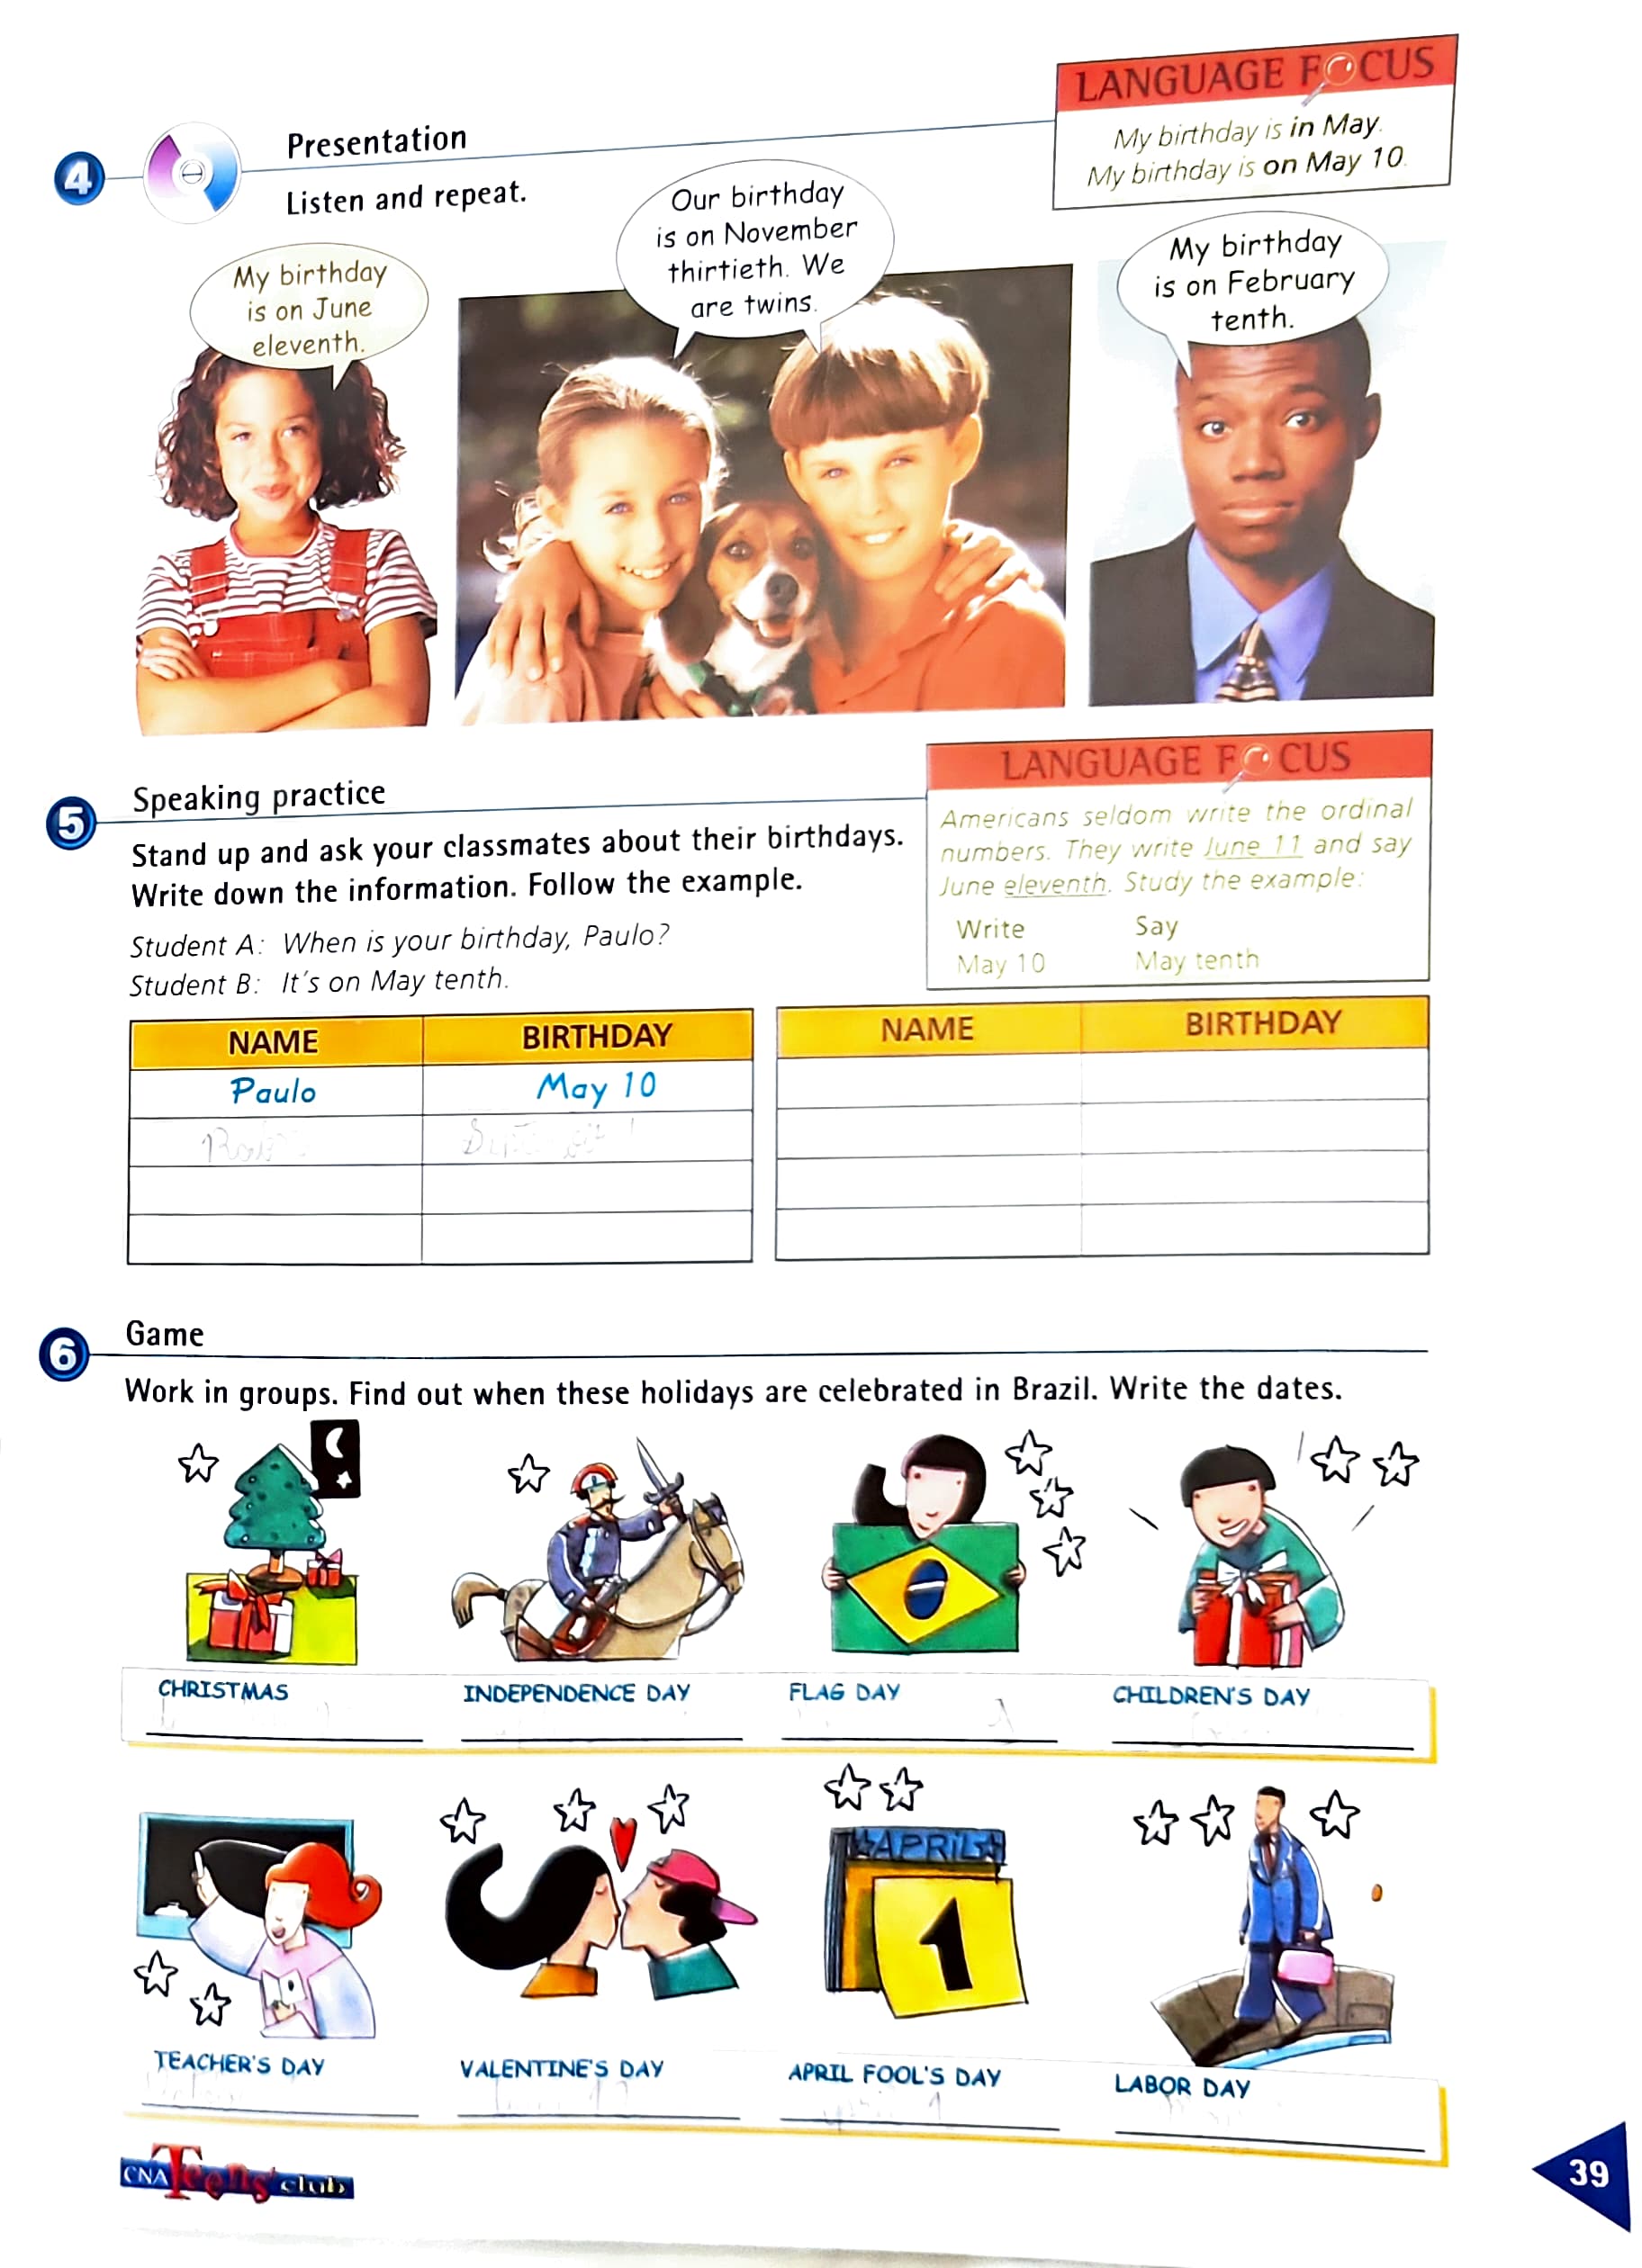 LANGUAGE FOCUS
My birthday is in May.
My birthday is on May 10.
4
Presentation
Listen and repeat.
My birthday
is on June
eleventh.
Our birthday
is on November
thirtieth. We
are twins.
My birthday
is on February
tenth.
5
Speaking practice
Stand up and ask your classmates about their birthdays.
Write down the information. Follow the example.
Student A: When is your birthday, Paulo?
Student B: It's on May tenth.
LANGUAGE FOCUS
Americans seldom write the ordinal
numbers. They write June 11 and say
June eleventh. Study the example:
Write Say
May 10 May tenth
NAME BIRTHDAY
Paulo May 10
NAME BIRTHDAY
6
Game
Work in groups. Find out when these holidays are celebrated in Brazil. Write the dates.
CHRISTMAS INDEPENDENCE DAY FLAG DAY CHILDREN'S DAY
APRIL
1
TEACHER'S DAY VALENTINE'S DAY APRIL FOOL'S DAY LABOR DAY
CNA Teens' club
39